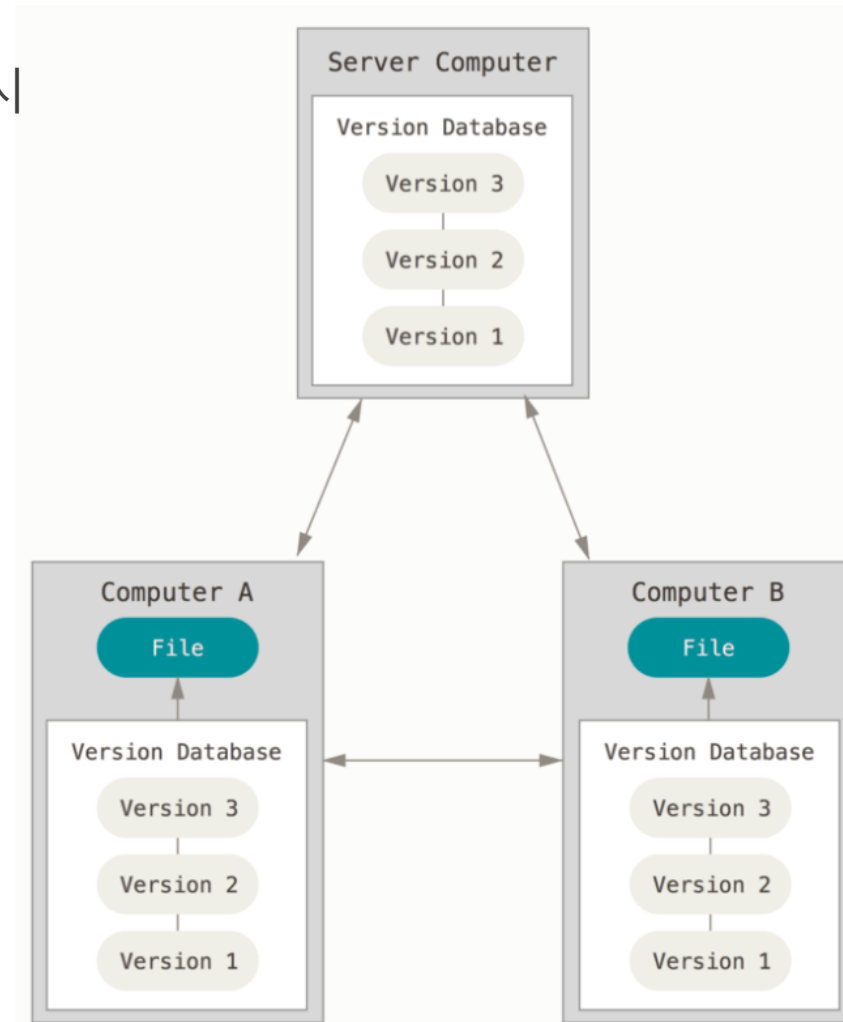 Server Computer
Version Database
Version 3
Version 2
Version 1
Computer A
File
Version Database
Version 3
Version 2
Version 1
Computer B
File
Version Database
Version 3
Version 2
Version 1